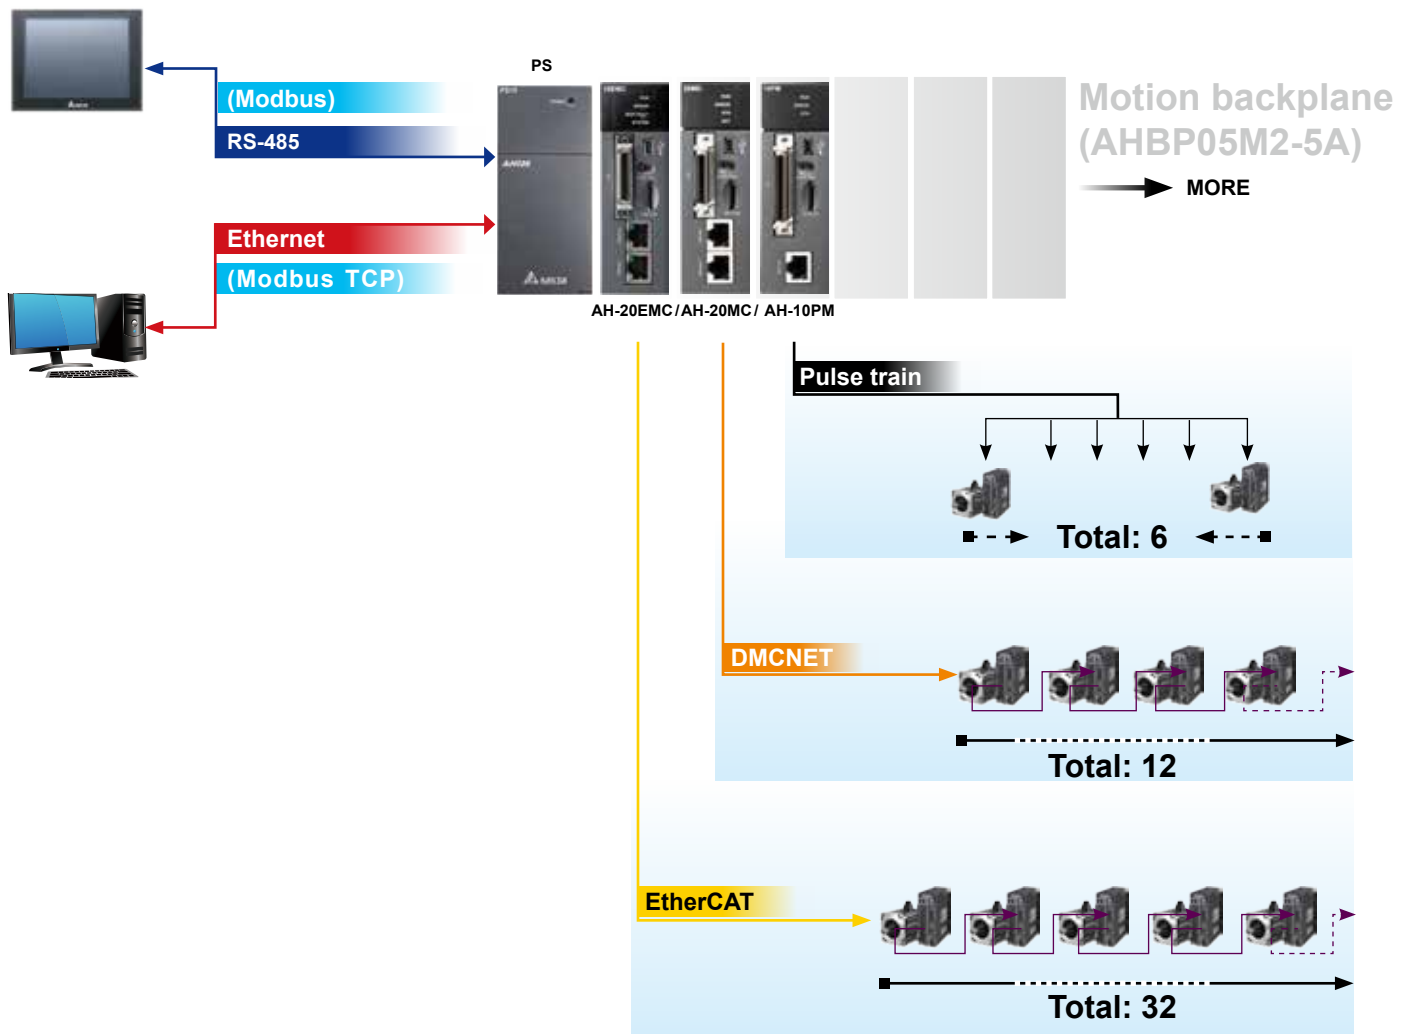 PS
(Modbus)
RS-485
Ethernet
(Modbus TCP)
Motion backplane
(AHBP05M2-5A)
MORE
AH-20EMC / AH-20MC / AH-10PM
Pulse train
Total: 6
DMCNET
Total: 12
EtherCAT
Total: 32